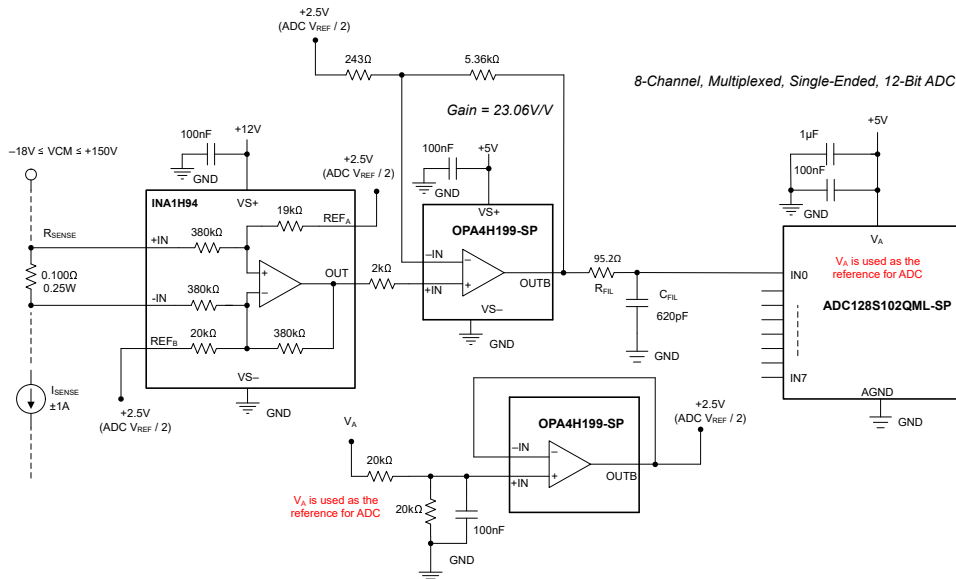 +2.5V
(ADC VREF / 2)
243Ω
5.36kΩ
Gain = 23.06V/V
8-Channel, Multiplexed, Single-Ended, 12-Bit ADC
–18V ≤ VCM ≤ +150V
100nF
+12V
GND
+2.5V
(ADC VREF / 2)
100nF
+5V
GND
+5V
1µF
100nF
GND
INA1H94
VS+
19kΩ
REFA
RSENSE
+IN
380kΩ
0.100Ω
0.25W
-IN
380kΩ
+
–
OUT
2kΩ
REFB
20kΩ
380kΩ
VS–
GND
+2.5V
(ADC VREF / 2)
ISENSE
±1A
VS+
OPA4H199-SP
–IN
+IN
–
+
OUTB
VS–
GND
95.2Ω
RFIL
CFIL
620pF
GND
VA
VA is used as the
reference for ADC
IN0
ADC128S102QML-SP
IN7
AGND
GND
VA
20kΩ
VA is used as the
reference for ADC
20kΩ
100nF
GND
OPA4H199-SP
–IN
+IN
–
+
OUTB
+2.5V
(ADC VREF / 2)